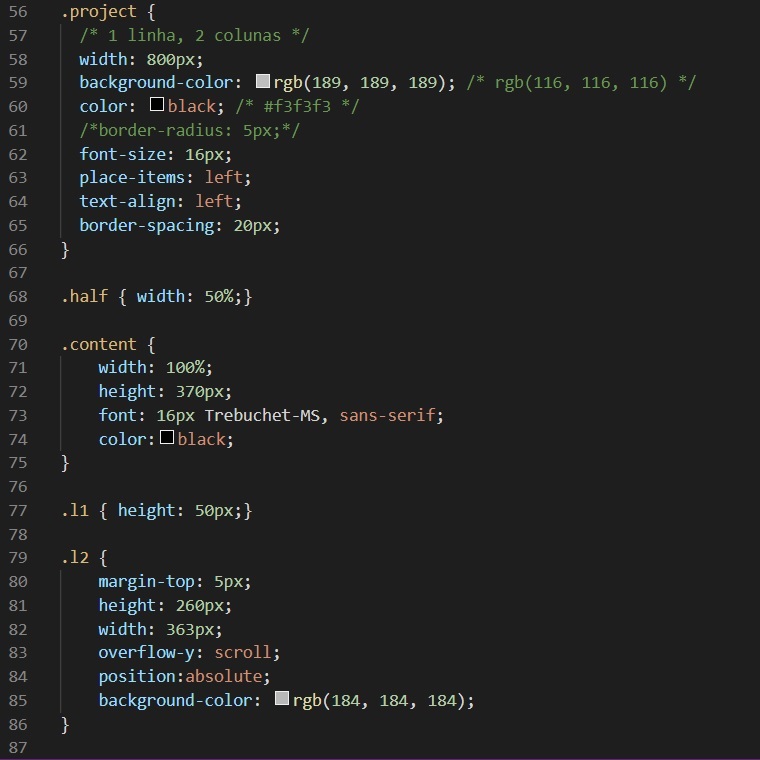 56 .project {
57 /* 1 linha, 2 colunas */
58 width: 800px;
59 background-color: rgb(189, 189, 189); /* rgb(116, 116, 116) */
60 color: black; /* #f3f3f3 */
61 /*border-radius: 5px;*/
62 font-size: 16px;
63 place-items: left;
64 text-align: left;
65 border-spacing: 20px;
66 }
67
68 .half { width: 50%;}
69
70 .content {
71 width: 100%;
72 height: 370px;
73 font: 16px Trebuchet-MS, sans-serif;
74 color: black;
75 }
76
77 .l1 { height: 50px;}
78
79 .l2 {
80 margin-top: 5px;
81 height: 260px;
82 width: 363px;
83 overflow-y: scroll;
84 position:absolute;
85 background-color: rgb(184, 184, 184);
86 }
87